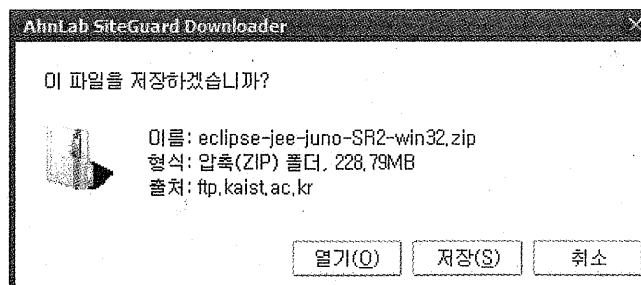 AhnLab SiteGuard Downloader
이 파일을 저장하겠습니까?
이름: eclipse-jee-juno-SR2-win32.zip
형식: 압축(ZIP) 폴더, 228,79MB
출처: ftp.kaist.ac.kr
열기(O) 저장(S) 취소